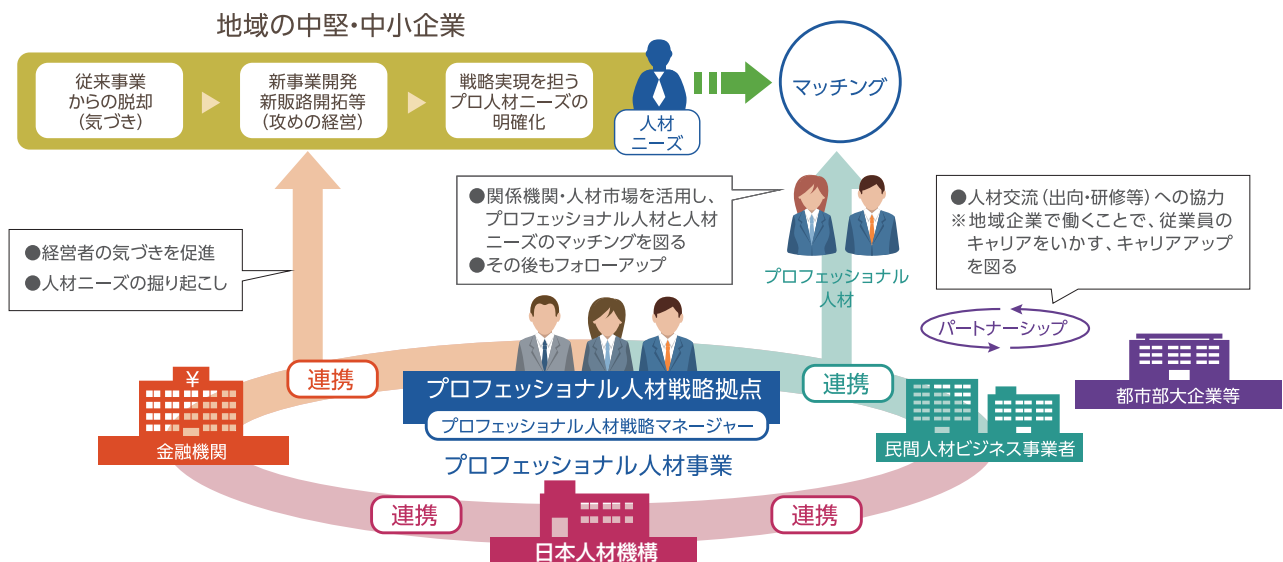 地域の中堅・中小企業
従来事業
からの脱却
（気づき）
新事業開発
新販路開拓等
（攻めの経営）
戦略実現を担う
プロ人材ニーズの
明確化
人材
ニーズ
マッチング
●経営者の気づきを促進
●人材ニーズの掘り起こし
●関係機関・人材市場を活用し、
プロフェッショナル人材と人材
ニーズのマッチングを図る
●その後もフォローアップ
プロフェッショナル
人材
●人材交流（出向・研修等）への協力
※地域企業で働くことで、従業員の
キャリアをいかす、キャリアアップ
を図る
パートナーシップ
都市部大企業等
¥
金融機関
連携
プロフェッショナル人材戦略拠点
プロフェッショナル人材戦略マネージャー
プロフェッショナル人材事業
連携
民間人材ビジネス事業者
連携
連携
日本人材機構